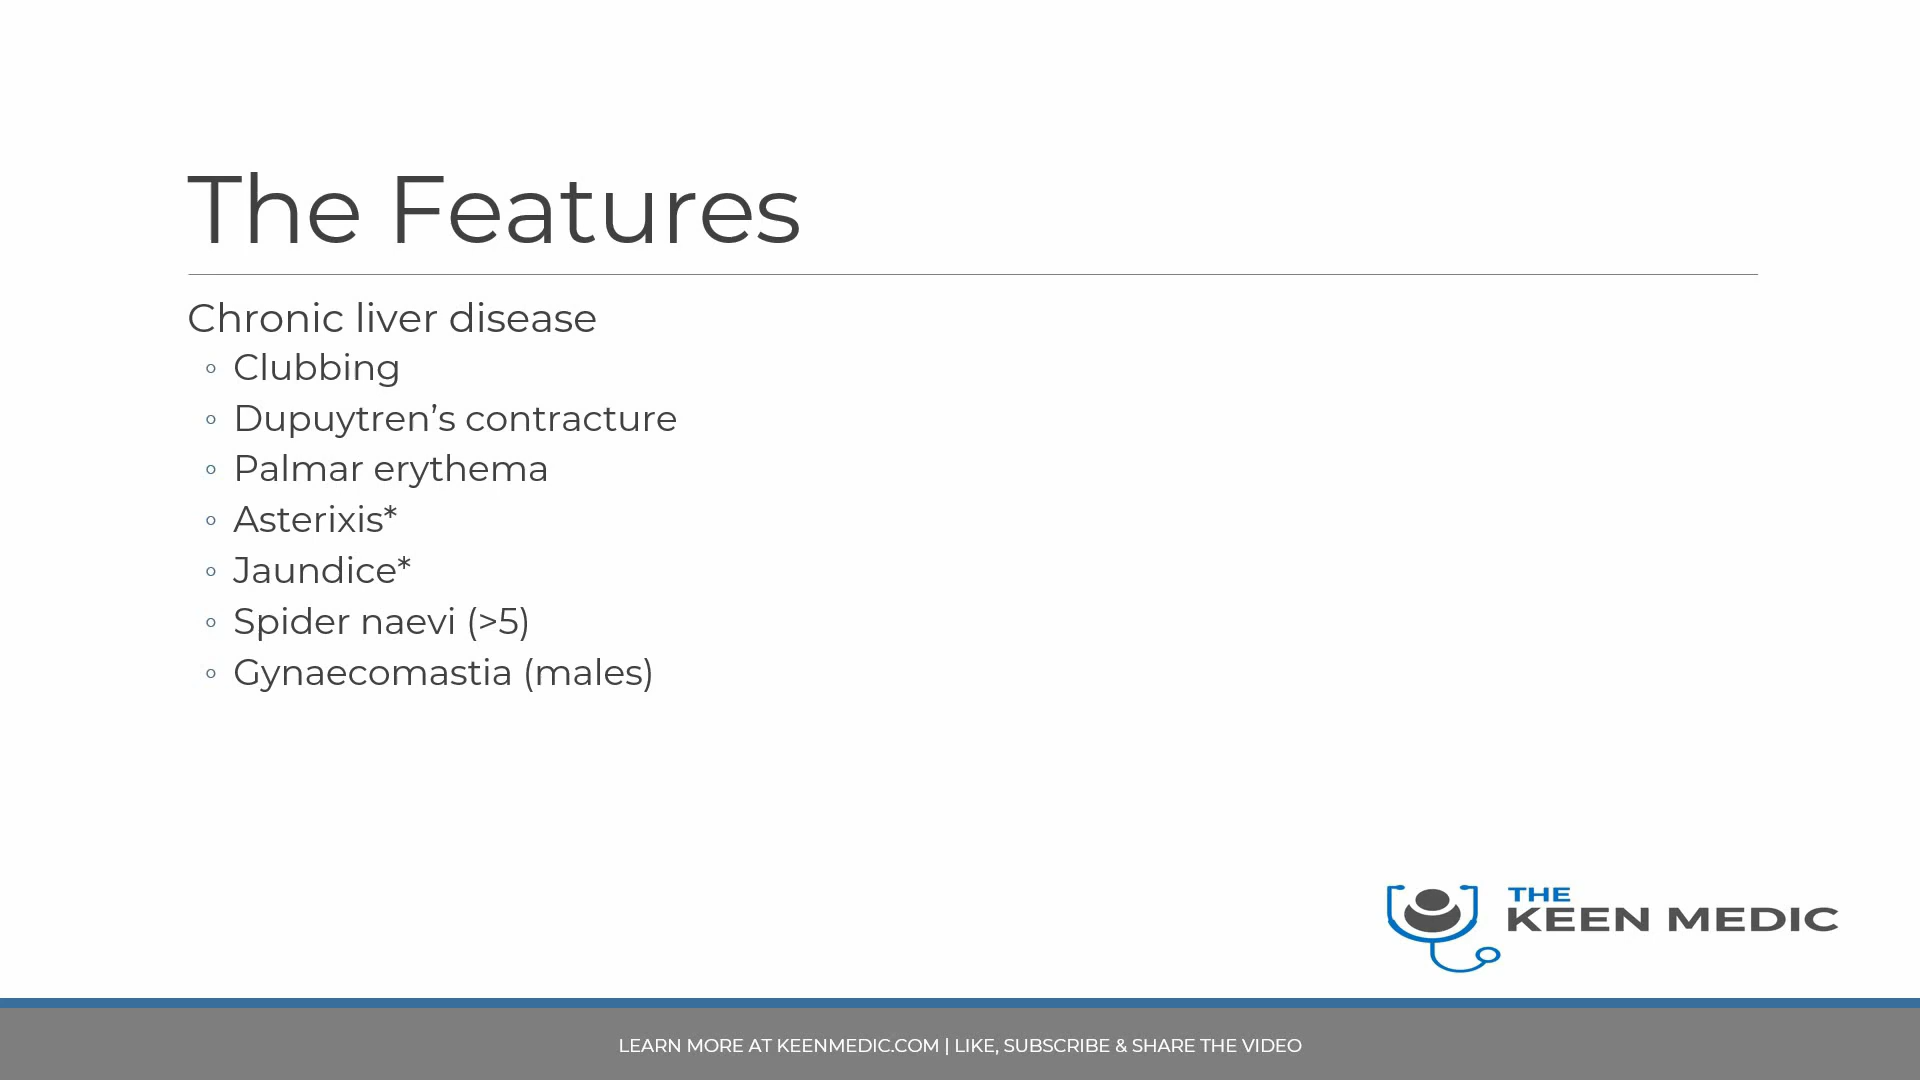 The Features
Chronic liver disease
◦ Clubbing
◦ Dupuytren’s contracture
◦ Palmar erythema
◦ Asterixis*
◦ Jaundice*
◦ Spider naevi (>5)
◦ Gynaecomastia (males)
THE
KEEN MEDIC
LEARN MORE AT KEENMEDIC.COM | LIKE, SUBSCRIBE & SHARE THE VIDEO